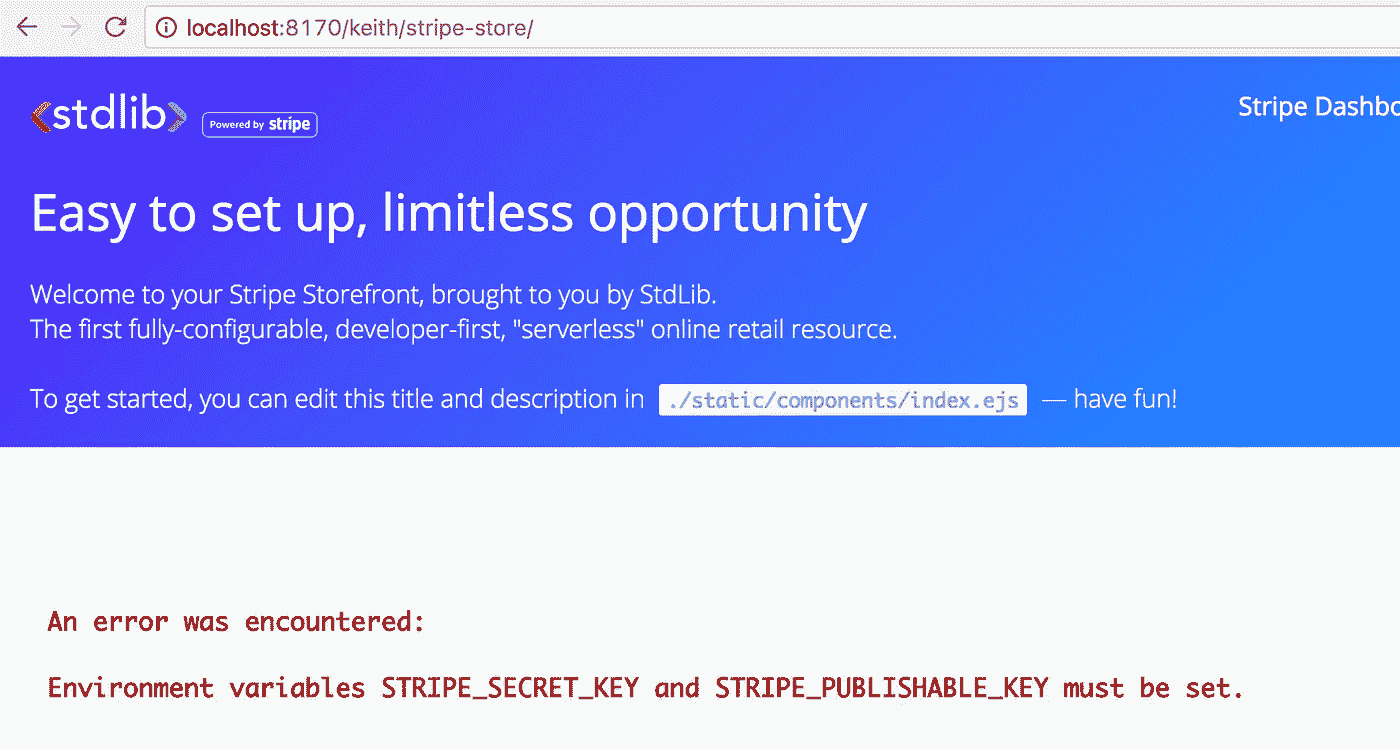 localhost:8170/keith/stripe-store/
<stdlib>
Powered by stripe
Stripe Dashbo
Easy to set up, limitless opportunity
Welcome to your Stripe Storefront, brought to you by StdLib.
The first fully-configurable, developer-first, "serverless" online retail resource.
To get started, you can edit this title and description in ./static/components/index.ejs — have fun!
An error was encountered:
Environment variables STRIPE_SECRET_KEY and STRIPE_PUBLISHABLE_KEY must be set.